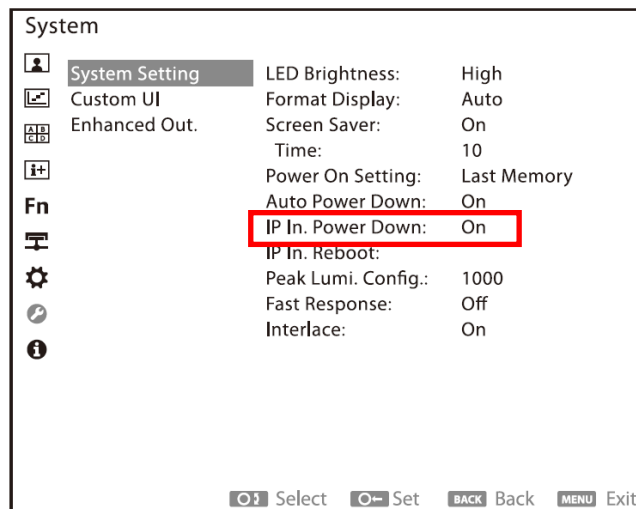 System
System Setting
Custom UI
Enhanced Out.
LED Brightness: High
Format Display: Auto
Screen Saver: On
Time: 10
Power On Setting: Last Memory
Auto Power Down: On
IP In. Power Down: On
IP In. Reboot:
Peak Lumi. Config.: 1000
Fast Response: Off
Interlace: On
A B
C D
i+
Fn
Select Set BACK Back MENU Exit